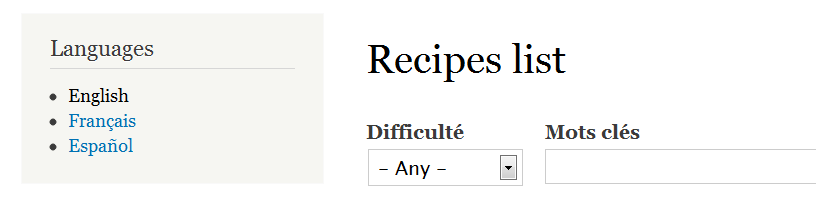 Languages
English
Français
Español
Recipes list
Difficulté
Mots clés
- Any -